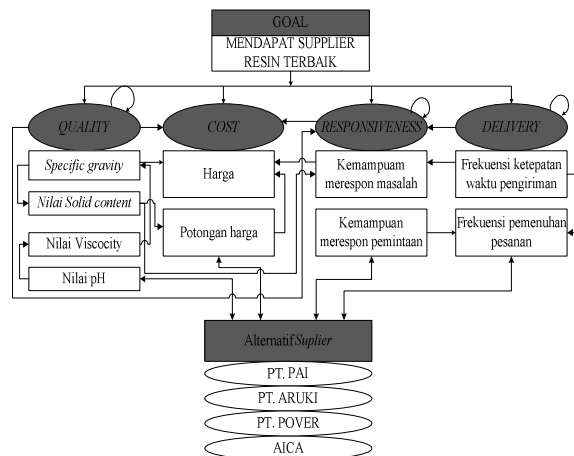 GOAL
MENDAPAT SUPPLIER
RESIN TERBAIK
QUALITY
COST
RESPONSIVENESS
DELIVERY
Specific gravity
Nilai Solid content
Nilai Viscocity
Nilai pH
Harga
Potongan harga
Kemampuam
merespon masalah
Kemampuan
merespon pemintaan
Frekuensi ketepatan
waktu pengiriman
Frekuensi pemenuhan
pesanan
Alternatif Suplier
PT. PAI
PT. ARUKI
PT. POVER
AICA